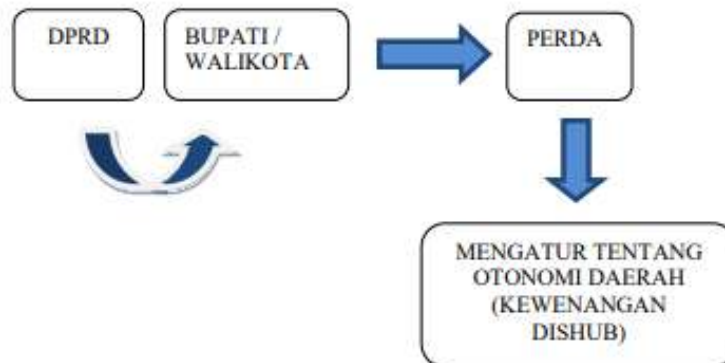 DPRD
BUPATI /
WALIKOTA
PERDA
MENGATUR TENTANG
OTONOMI DAERAH
(KEWENANGAN
DISHUB)